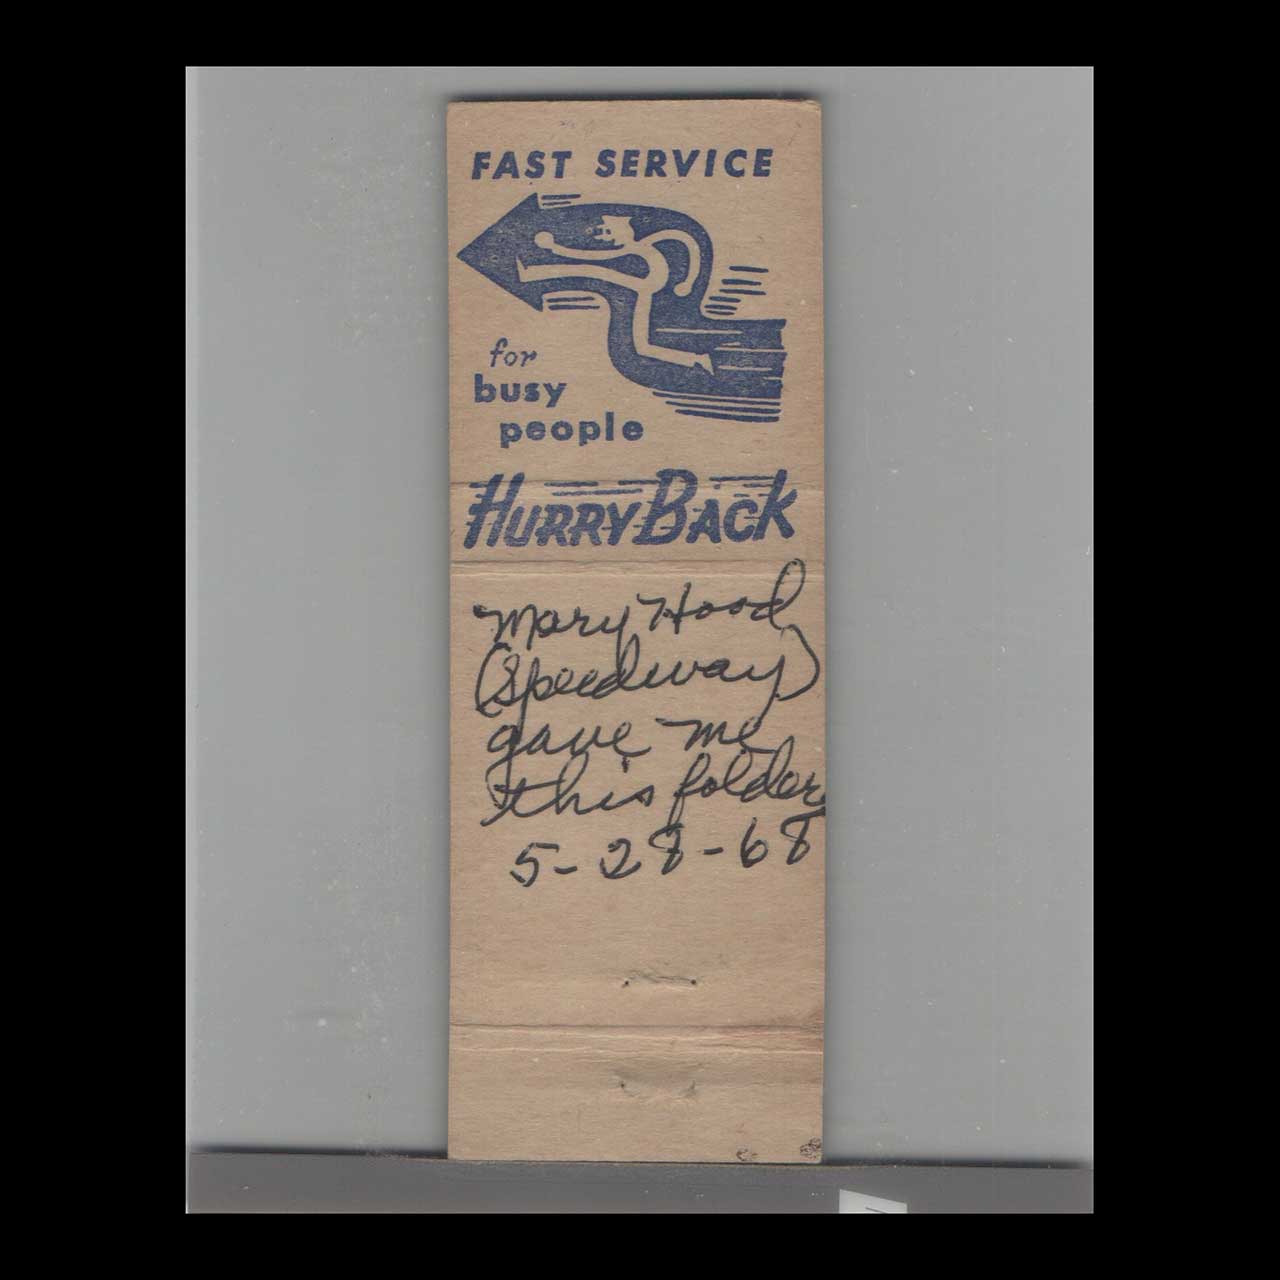 FAST SERVICE
for
busy
people
HURRY BACK
Mary Hood
(Speedway)
gave me
this folder
5-28-68